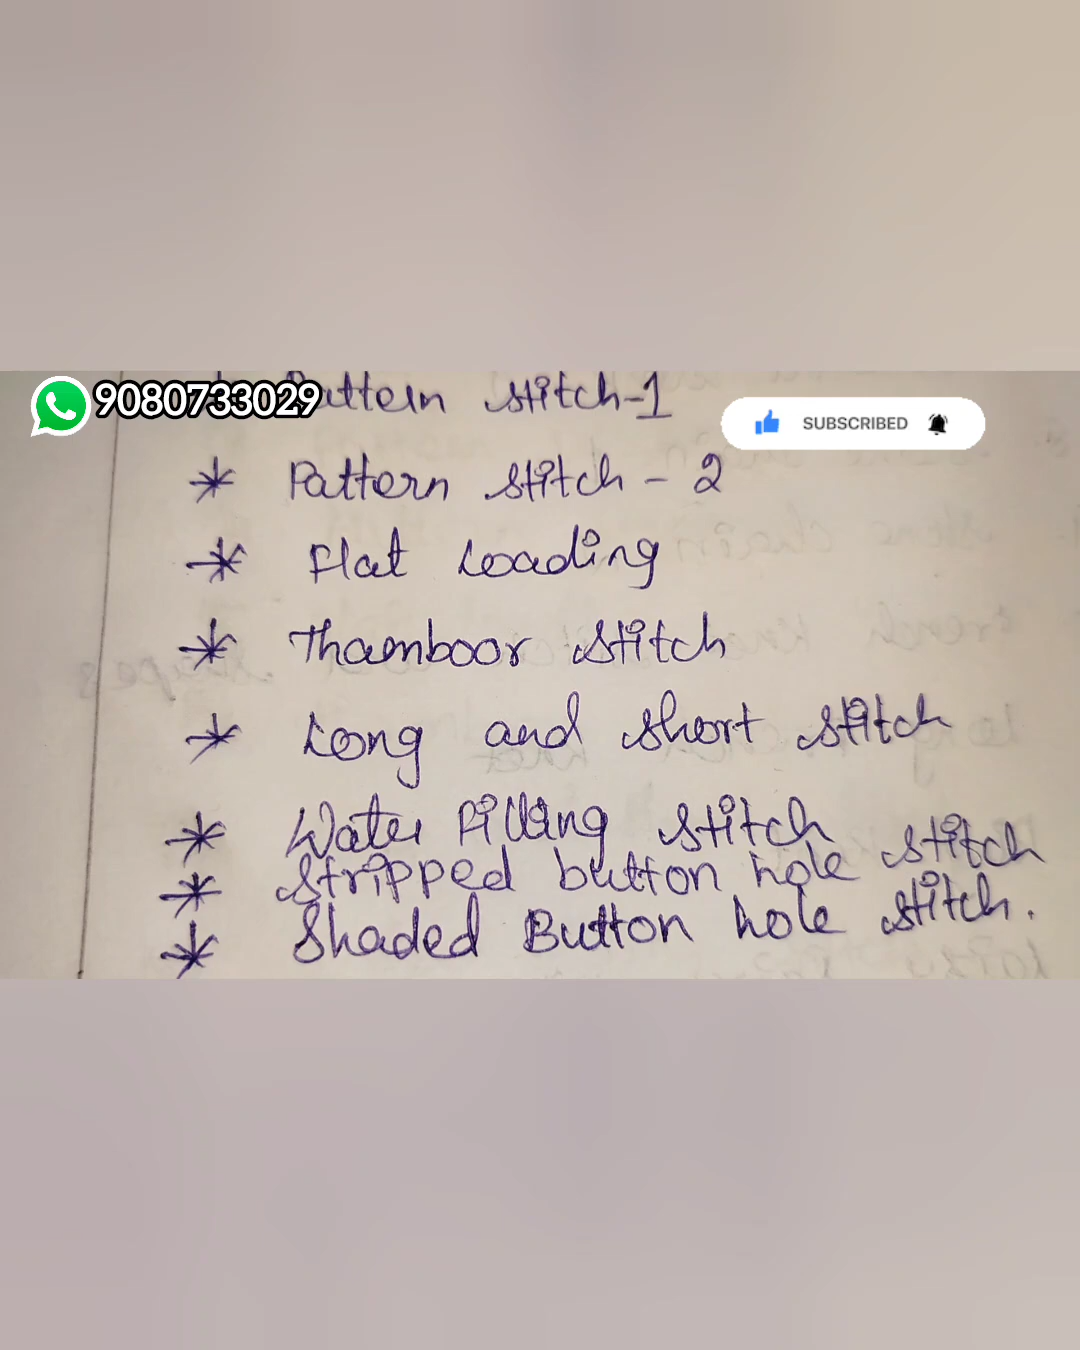 9080733029
Pattern stitch-1
SUBSCRIBED
* Pattern stitch - 2
* Flat Loading
* Thamboor stitch
* Long and short stitch
* Water Filling stitch
* Stripped button hole stitch
* Shaded Button hole stitch.